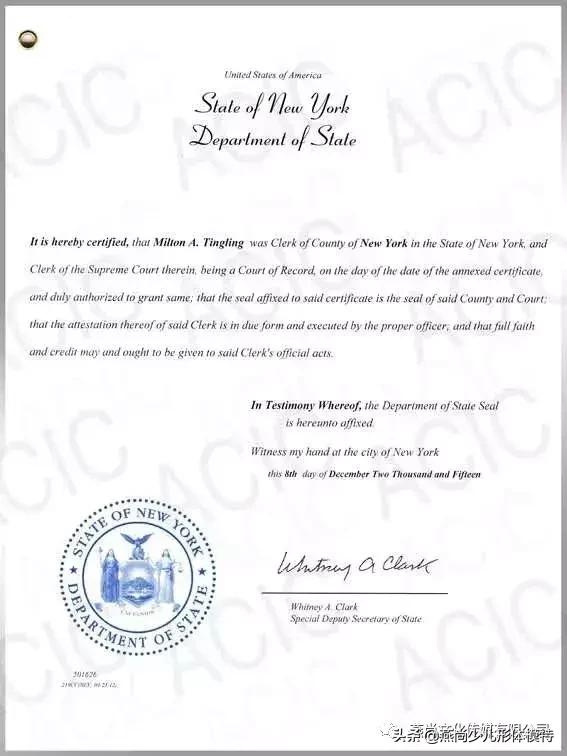 United States of America
State of New York
Department of State
It is hereby certified, that Milton A. Tingling was Clerk of County of New York in the State of New York, and
Clerk of the Supreme Court therein, being a Court of Record, on the day of the date of the annexed certificate,
and duly authorized to grant same; that the seal affixed to said certificate is the seal of said County and Court;
that the attestation thereof of said Clerk is in due form and executed by the proper officer; and that full faith
and credit may and ought to be given to said Clerk's official acts.
In Testimony Whereof, the Department of State Seal
is hereunto affixed.
Witness my hand at the city of New York
this 8th day of December Two Thousand and Fifteen
STATE OF NEW YORK
DEPARTMENT OF STATE
EXCELSIOR
Whitney A Clark
Whitney A. Clark
Special Deputy Secretary of State
501626
ACIC
头条 @燕尚少儿形体模特